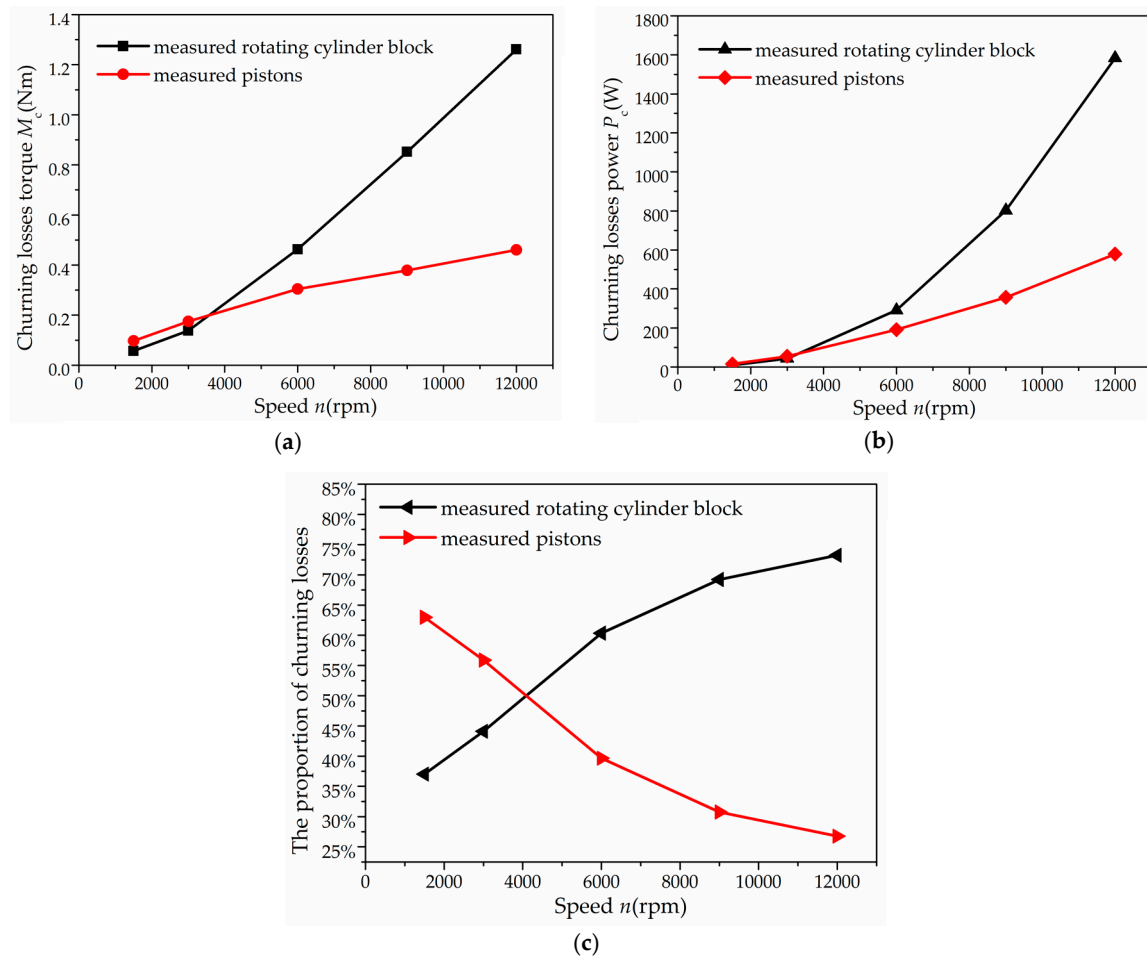 1.4
1.2
1.0
0.8
0.6
0.4
0.2
0.0
Churning losses torque Mc(Nm)
measured rotating cylinder block
measured pistons
0 2000 4000 6000 8000 10000 12000
Speed n(rpm)
(a)
1800
1600
1400
1200
1000
800
600
400
200
0
Churning losses power Pc(W)
measured rotating cylinder block
measured pistons
0 2000 4000 6000 8000 10000 12000
Speed n(rpm)
(b)
85%
80%
75%
70%
65%
60%
55%
50%
45%
40%
35%
30%
25%
The proportion of churning losses
measured rotating cylinder block
measured pistons
0 2000 4000 6000 8000 10000 12000
Speed n(rpm)
(c)